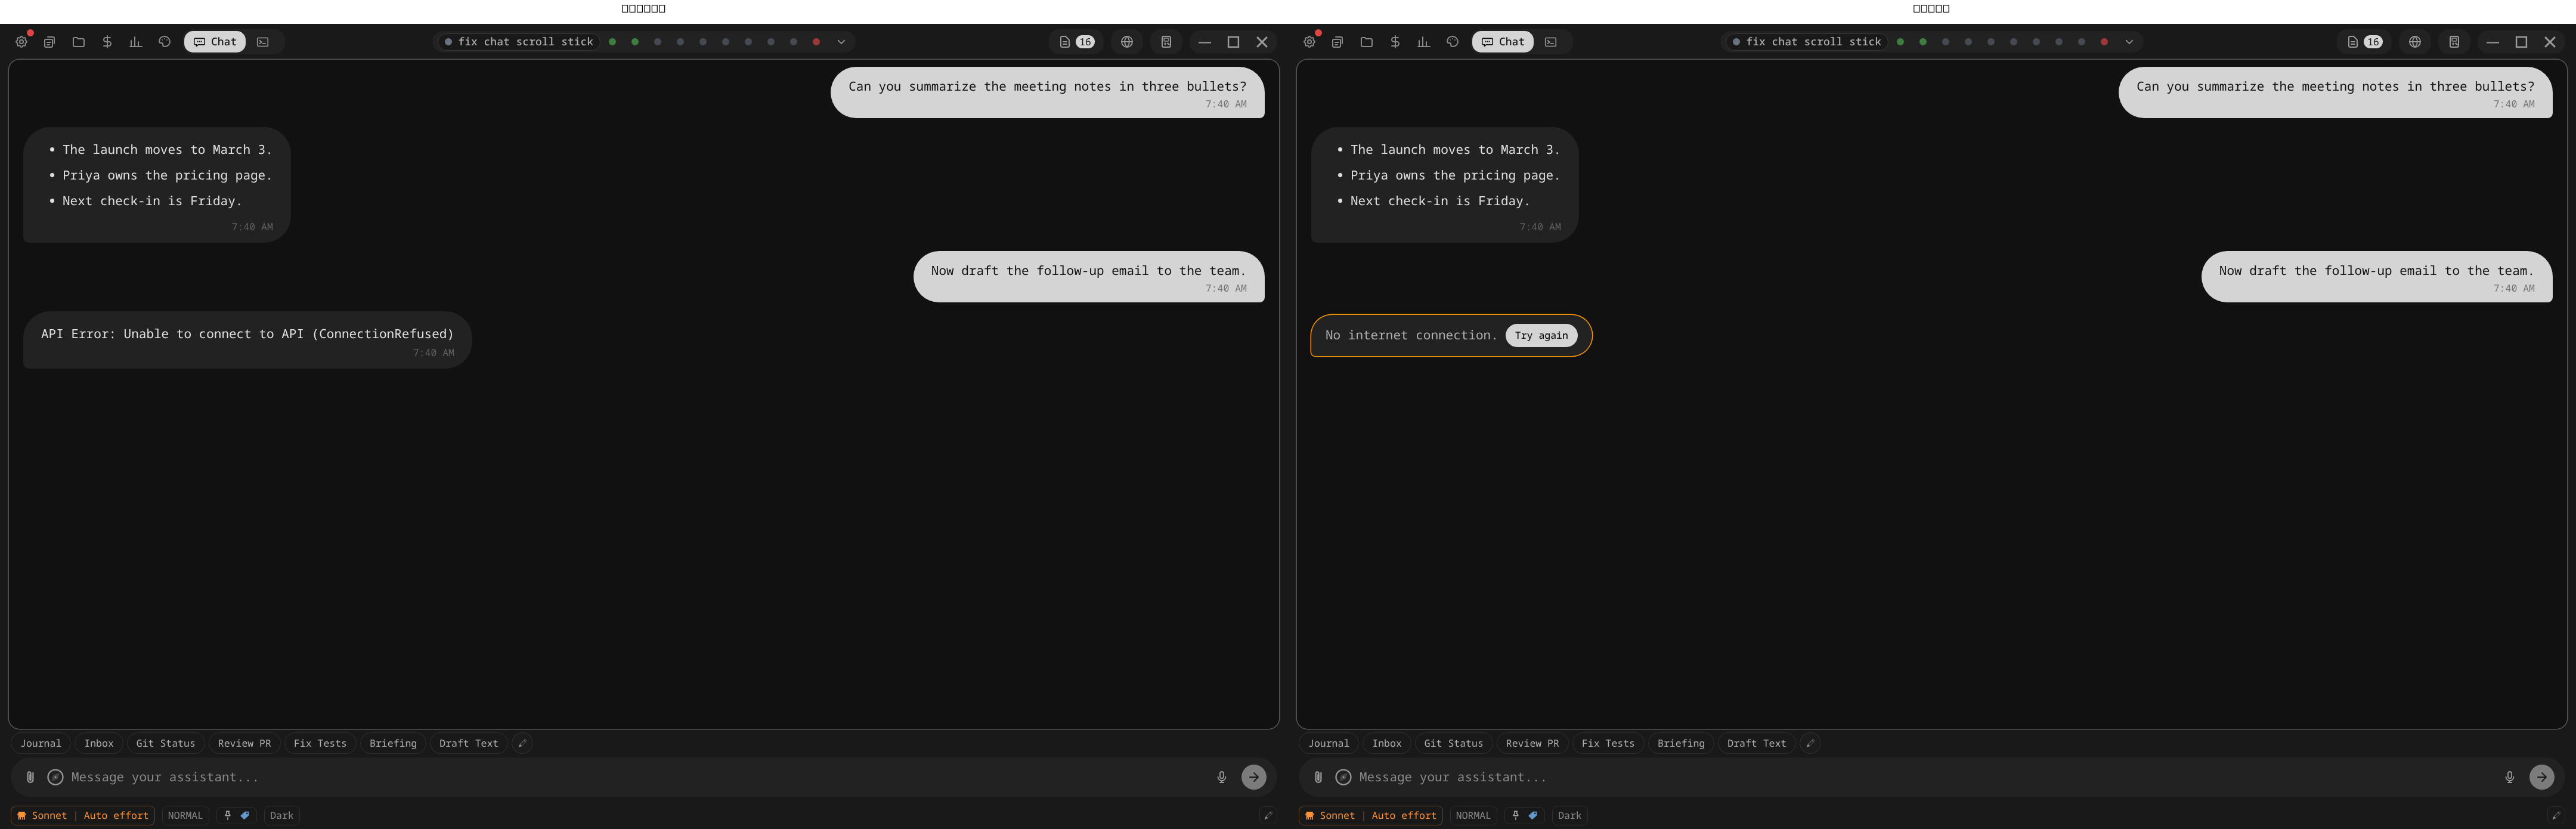 Chat
fix chat scroll stick
16
Can you summarize the meeting notes in three bullets?
7:40 AM
• The launch moves to March 3.
• Priya owns the pricing page.
• Next check-in is Friday.
7:40 AM
Now draft the follow-up email to the team.
7:40 AM
API Error: Unable to connect to API (ConnectionRefused)
7:40 AM
Journal
Inbox
Git Status
Review PR
Fix Tests
Briefing
Draft Text
Message your assistant...
Sonnet | Auto effort
NORMAL
Dark
Chat
fix chat scroll stick
16
Can you summarize the meeting notes in three bullets?
7:40 AM
• The launch moves to March 3.
• Priya owns the pricing page.
• Next check-in is Friday.
7:40 AM
Now draft the follow-up email to the team.
7:40 AM
No internet connection. Try again
Journal
Inbox
Git Status
Review PR
Fix Tests
Briefing
Draft Text
Message your assistant...
Sonnet | Auto effort
NORMAL
Dark